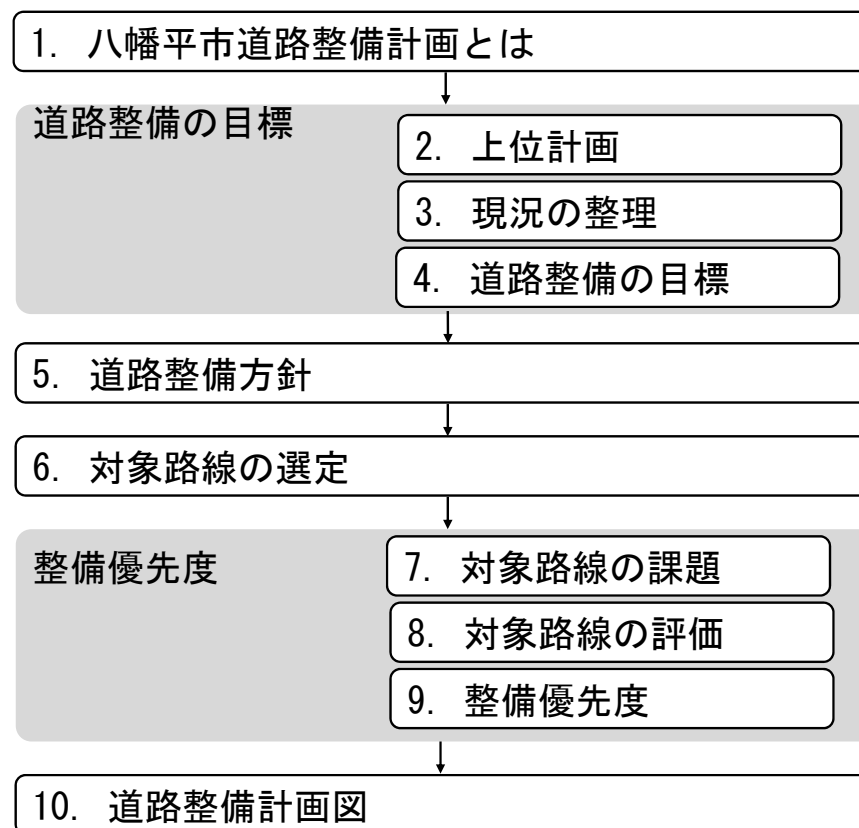 1. 八幡平市道路整備計画とは
道路整備の目標
2. 上位計画
3. 現況の整理
4. 道路整備の目標
5. 道路整備方針
6. 対象路線の選定
整備優先度
7. 対象路線の課題
8. 対象路線の評価
9. 整備優先度
10. 道路整備計画図